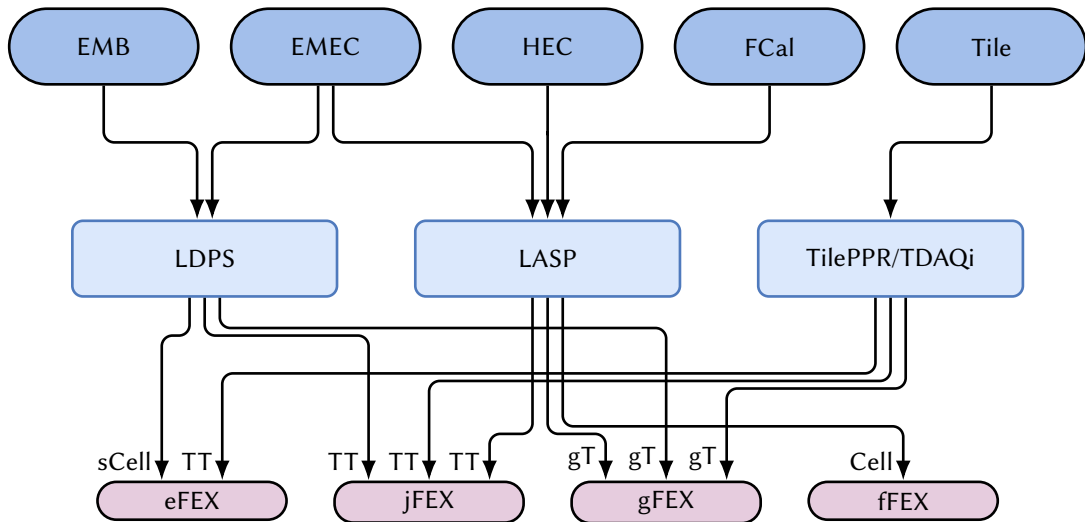 EMB EMEC HEC FCal Tile
LDPS LASP TilePPR/TDAQi
sCell TT TT TT TT gT gT gT Cell
eFEX jFEX gFEX fFEX